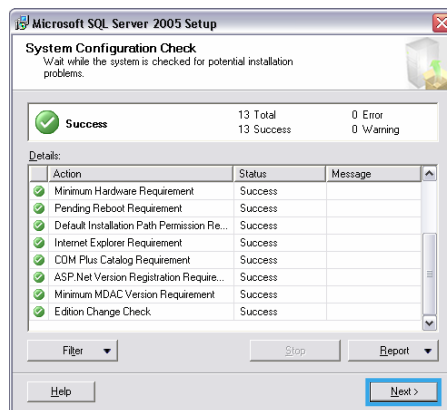 Microsoft SQL Server 2005 Setup
System Configuration Check
Wait while the system is checked for potential installation
problems.
Success
13 Total
0 Error
13 Success
0 Warning
Details:
Action Status Message
Minimum Hardware Requirement Success
Pending Reboot Requirement Success
Default Installation Path Permission Re... Success
Internet Explorer Requirement Success
COM Plus Catalog Requirement Success
ASP.Net Version Registration Require... Success
Minimum MDAC Version Requirement Success
Edition Change Check Success
Filter Stop Report
Help Next >